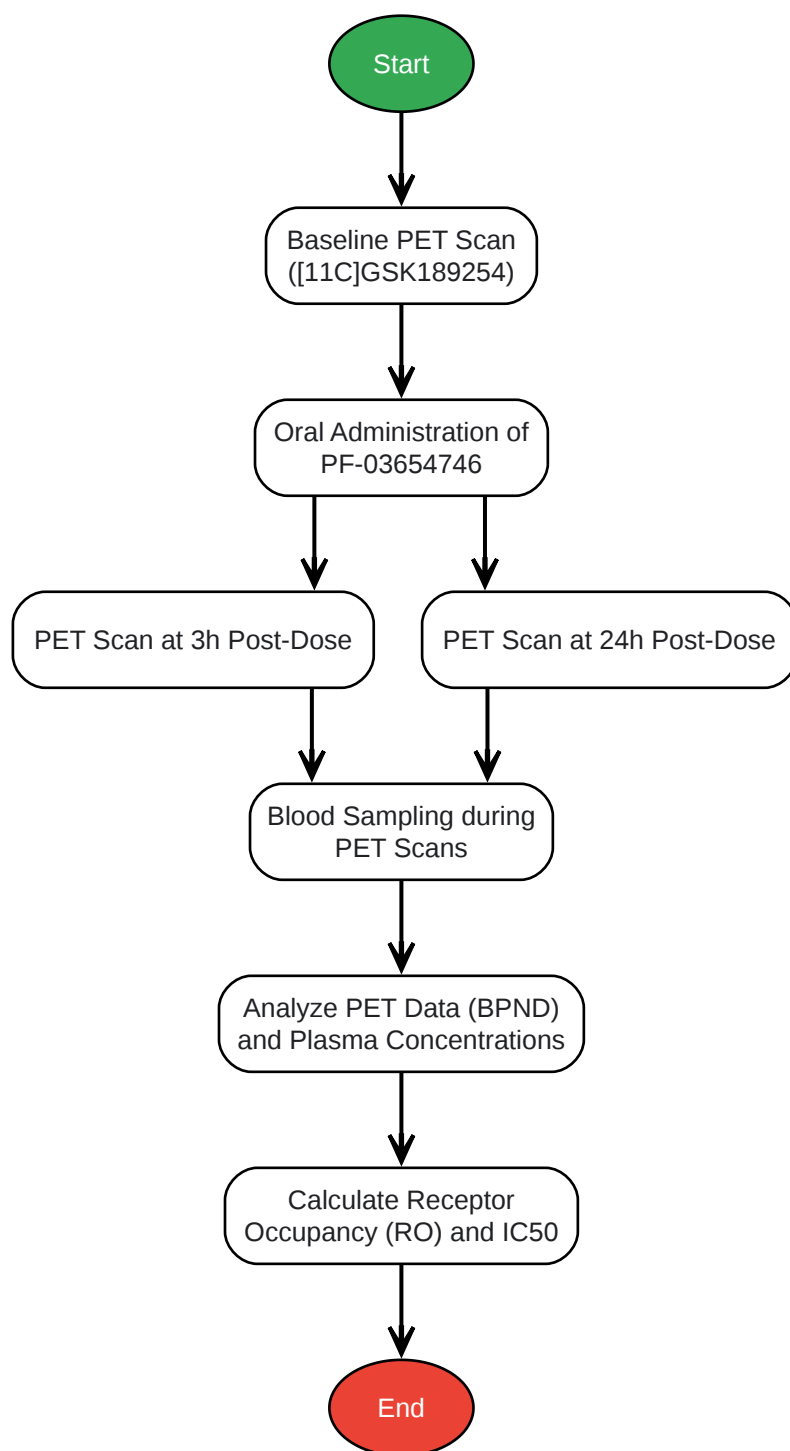 Start
Baseline PET Scan
([11C]GSK189254)
Oral Administration of
PF-03654746
PET Scan at 3h Post-Dose
PET Scan at 24h Post-Dose
Blood Sampling during
PET Scans
Analyze PET Data (BPND)
and Plasma Concentrations
Calculate Receptor
Occupancy (RO) and IC50
End